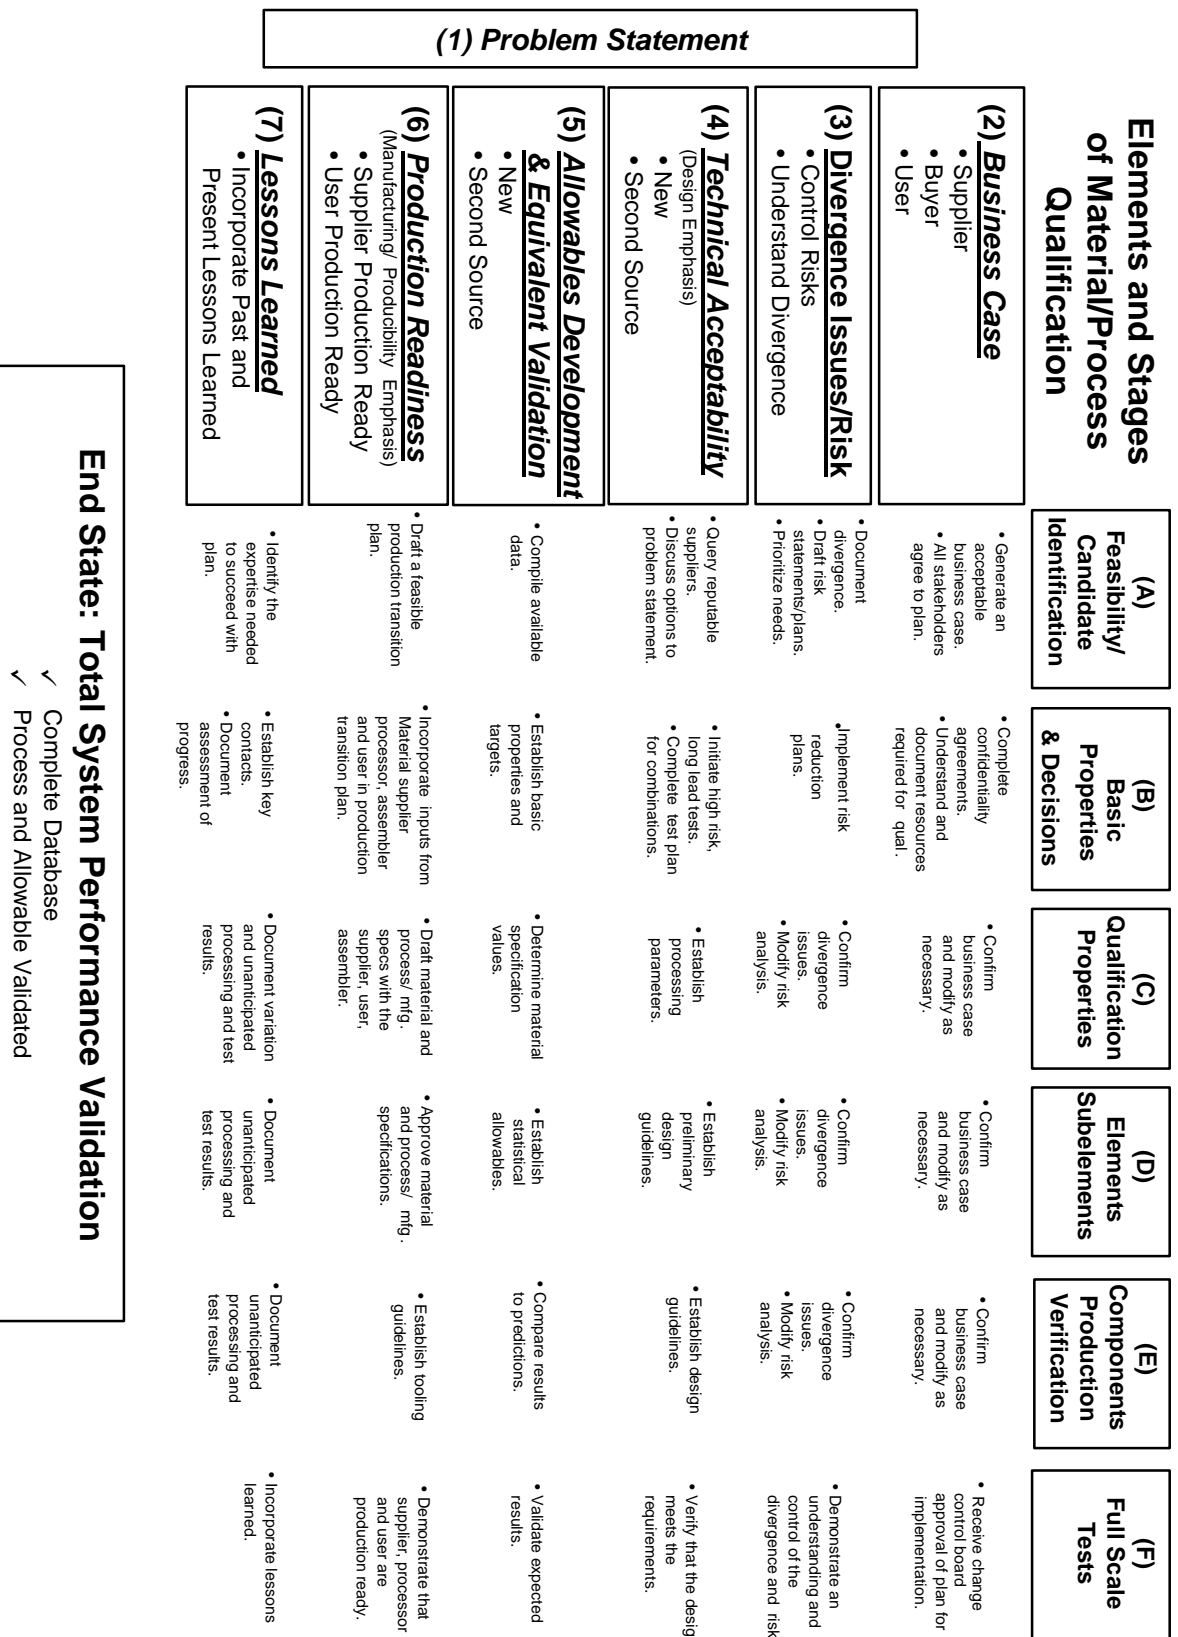 (1) Problem Statement
Elements and Stages
of Material/Process
Qualification
(A)
Feasibility/
Candidate
Identification
(B)
Basic
Properties
& Decisions
(C)
Qualification
Properties
(D)
Elements
Subelements
(E)
Components
Production
Verification
(F)
Full Scale
Tests
(2) Business Case
• Supplier
• Buyer
• User
• Generate an
acceptable
business case.
• All stakeholders
agree to plan.
• Complete
confidentiality
agreements.
• Understand and
document resources
required for qual.
• Confirm
business case
and modify as
necessary.
• Confirm
business case
and modify as
necessary.
• Confirm
business case
and modify as
necessary.
• Receive change
control board
approval of plan for
implementation.
(3) Divergence Issues/Risk
• Control Risks
• Understand Divergence
• Document
divergence.
• Draft risk
statements/plans.
• Prioritize needs.
•Implement risk
reduction
plans.
• Confirm
divergence
issues.
• Modify risk
analysis.
• Confirm
divergence
issues.
• Modify risk
analysis.
• Confirm
divergence
issues.
• Modify risk
analysis.
• Demonstrate an
understanding and
control of the
divergence and risk
(4) Technical Acceptability
(Design Emphasis)
• New
• Second Source
• Query reputable
suppliers.
• Discuss options to
problem statement.
• Initiate high risk,
long lead tests.
• Complete test plan
for combinations.
• Establish
processing
parameters.
• Establish
preliminary
design
guidelines.
• Establish design
guidelines.
• Verify that the desig
meets the
requirements.
(5) Allowables Development
& Equivalent Validation
• New
• Second Source
• Compile available
data.
• Establish basic
properties and
targets.
• Determine material
specification
values.
• Establish
statistical
allowables.
• Compare results
to predictions.
• Validate expected
results.
(6) Production Readiness
(Manufacturing/ Producibility Emphasis)
• Supplier Production Ready
• User Production Ready
• Draft a feasible
production transition
plan.
• Incorporate inputs from
Material supplier
processor, assembler
and user in production
transition plan.
• Draft material and
process/ mfg.
specs with the
supplier, user,
assembler.
• Approve material
and process/ mfg.
specifications.
• Establish tooling
guidelines.
• Demonstrate that
supplier, processor
and user are
production ready.
(7) Lessons Learned
• Incorporate Past and
Present Lessons Learned
• Identify the
expertise needed
to succeed with
plan.
• Establish key
contacts.
• Document
assessment of
progress.
• Document variation
and unanticipated
processing and test
results.
• Document
unanticipated
processing and
test results.
• Document
unanticipated
processing and
test results.
• Incorporate lessons
learned.
End State: Total System Performance Validation
✓ Complete Database
✓ Process and Allowable Validated